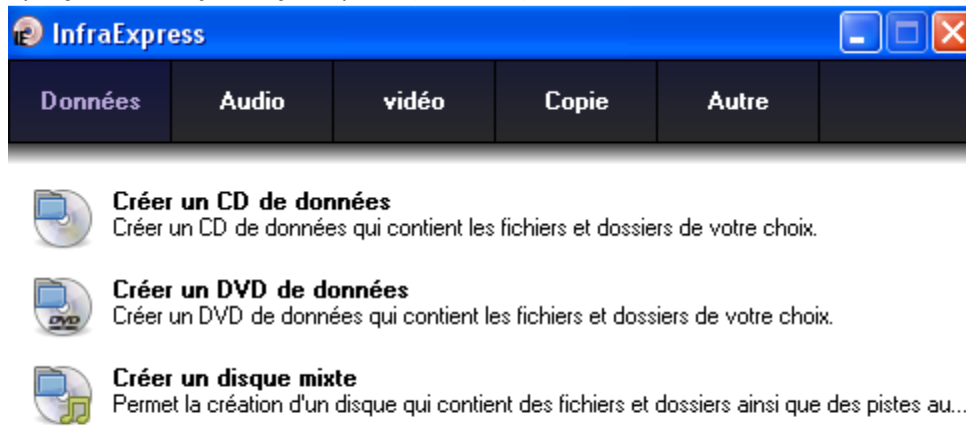 InfraExpress
Données Audio vidéo Copie Autre
Créer un CD de données
Créer un CD de données qui contient les fichiers et dossiers de votre choix.
Créer un DVD de données
Créer un DVD de données qui contient les fichiers et dossiers de votre choix.
Créer un disque mixte
Permet la création d'un disque qui contient des fichiers et dossiers ainsi que des pistes au...